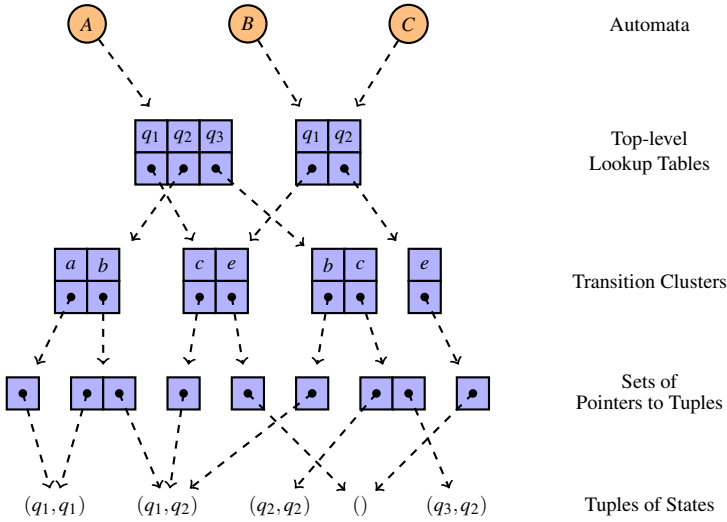 A B C Automata
q1 q2 q3 q1 q2 Top-level
Lookup Tables
a b c e b c e Transition Clusters
Sets of
Pointers to Tuples
(q1,q1) (q1,q2) (q2,q2) () (q3,q2) Tuples of States